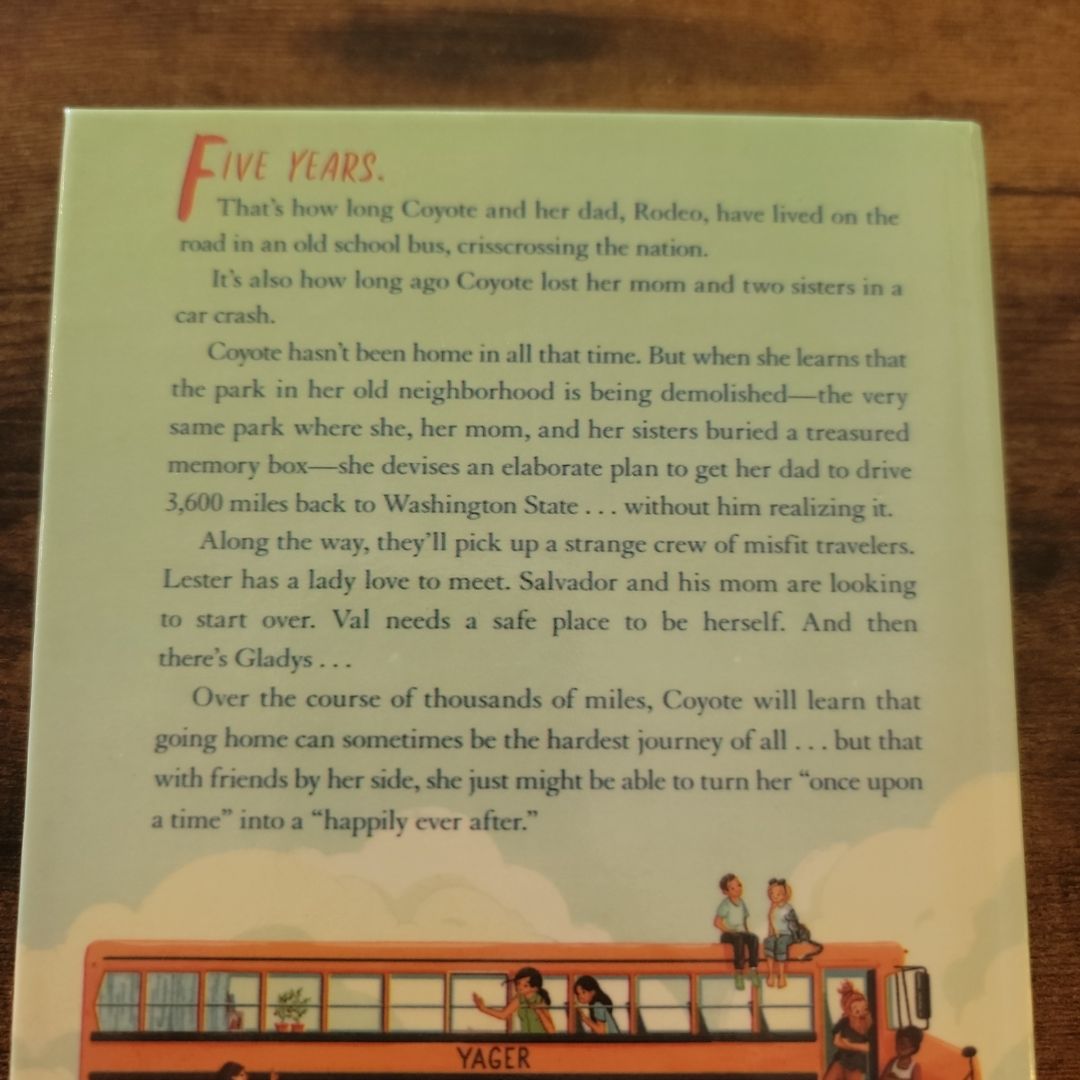 FIVE YEARS.
That's how long Coyote and her dad, Rodeo, have lived on the
road in an old school bus, crisscrossing the nation.
It's also how long ago Coyote lost her mom and two sisters in a
car crash.
Coyote hasn't been home in all that time. But when she learns that
the park in her old neighborhood is being demolished—the very
same park where she, her mom, and her sisters buried a treasured
memory box—she devises an elaborate plan to get her dad to drive
3,600 miles back to Washington State . . . without him realizing it.
Along the way, they'll pick up a strange crew of misfit travelers.
Lester has a lady love to meet. Salvador and his mom are looking
to start over. Val needs a safe place to be herself. And then
there's Gladys . . .
Over the course of thousands of miles, Coyote will learn that
going home can sometimes be the hardest journey of all . . . but that
with friends by her side, she just might be able to turn her “once upon
a time” into a “happily ever after.”
YAGER